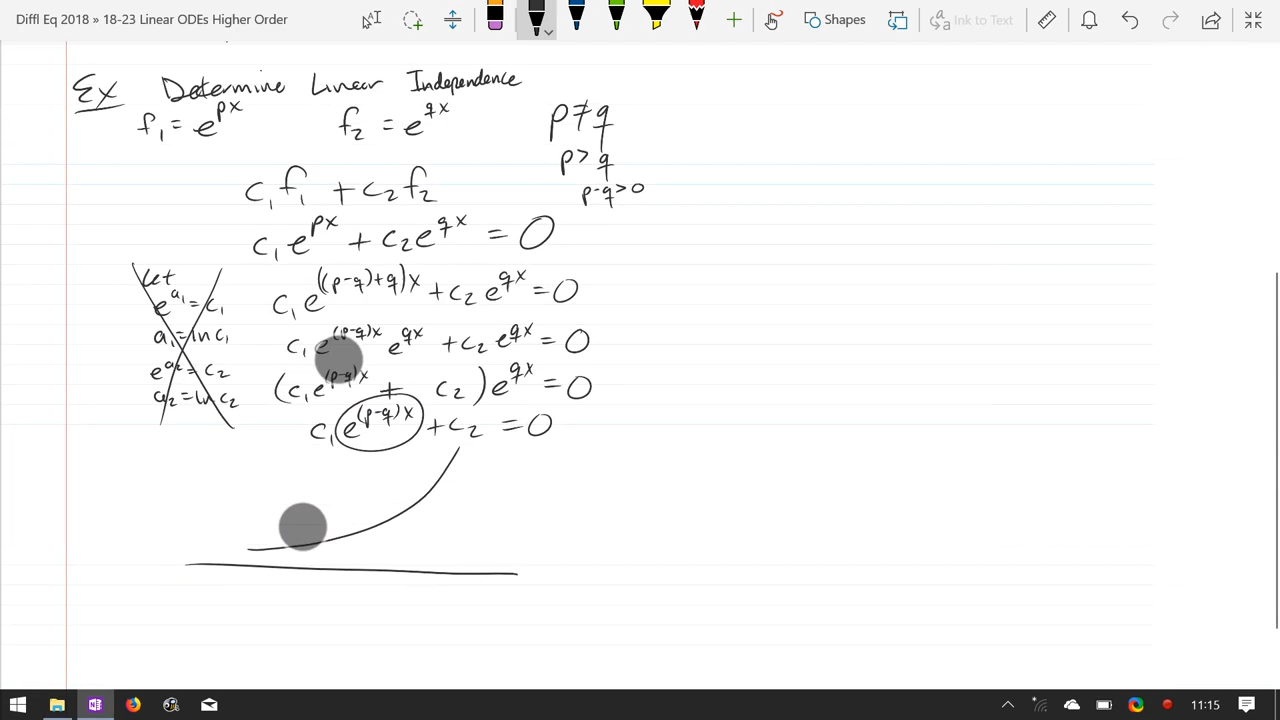 Diffl Eq 2018 » 18-23 Linear ODEs Higher Order
Shapes
Ink to Text
Ex Determine Linear Independence
f₁ = e^{px} f₂ = e^{qx} p ≠ q
p > q
p-q > 0
c₁f₁ + c₂f₂
c₁e^{px} + c₂e^{qx} = 0
Let
e^{a₁} = c₁
a₁ = ln c₁
e^{a₂} = c₂
a₂ = ln c₂
c₁e^{((p-q)+q)x} + c₂e^{qx} = 0
c₁e^{(p-q)x} e^{qx} + c₂e^{qx} = 0
(c₁e^{(p-q)x} + c₂)e^{qx} = 0
c₁e^{(p-q)x} + c₂ = 0
11:15